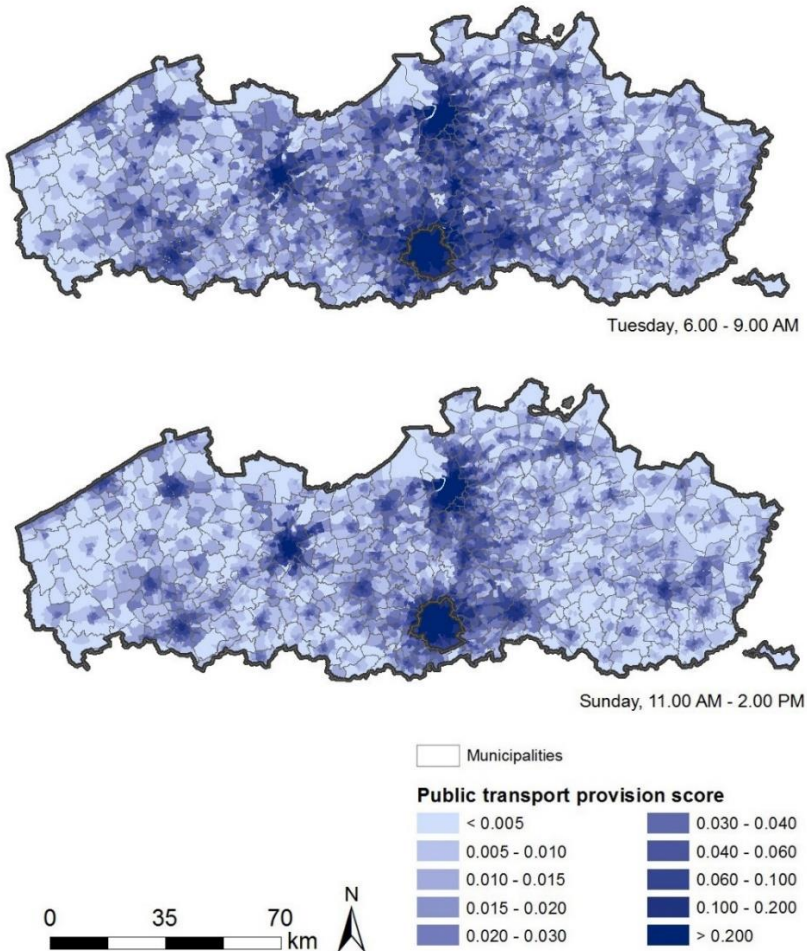 Tuesday, 6.00 - 9.00 AM
Sunday, 11.00 AM - 2.00 PM
Municipalities
Public transport provision score
< 0.005
0.005 - 0.010
0.010 - 0.015
0.015 - 0.020
0.020 - 0.030
0.030 - 0.040
0.040 - 0.060
0.060 - 0.100
0.100 - 0.200
> 0.200
N
0 35 70
km